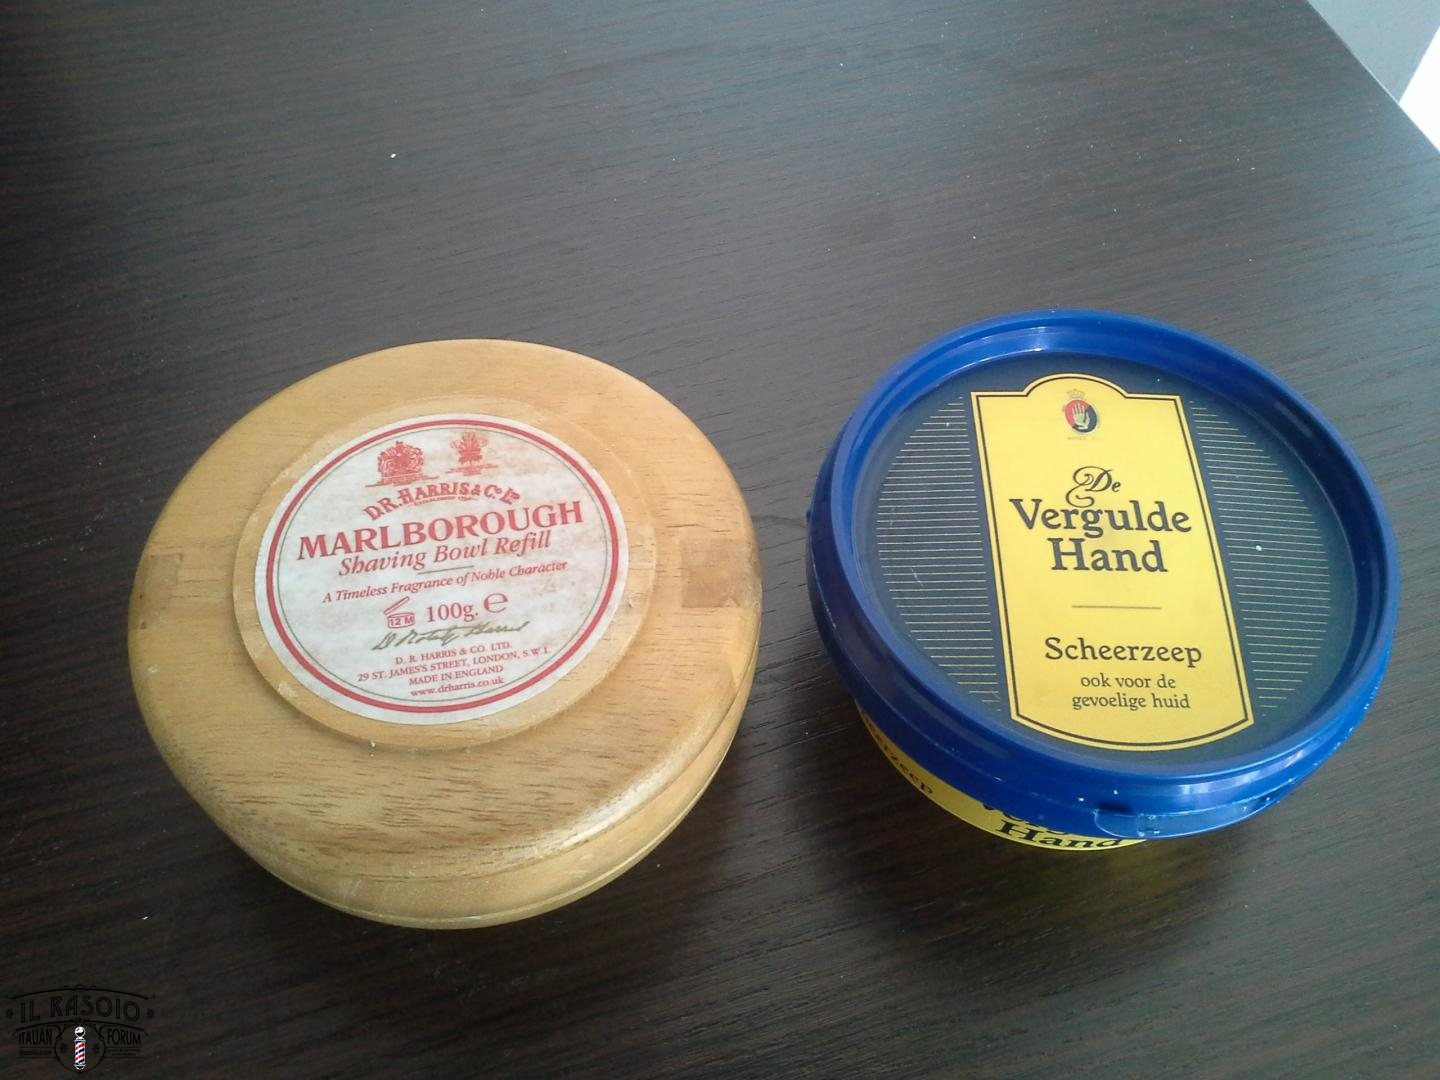 D.R. HARRIS & Cº Lᴰ
MARLBOROUGH
Shaving Bowl Refill
A Timeless Fragrance of Noble Character
12 M
100g. ℮
D. R. HARRIS & CO. LTD.
29 ST. JAMES'S STREET, LONDON, S.W.1.
MADE IN ENGLAND
www.drharris.co.uk
De
Vergulde
Hand
Scheerzeep
ook voor de
gevoelige huid
Hand
IL RASOIO
ITALIAN FORUM